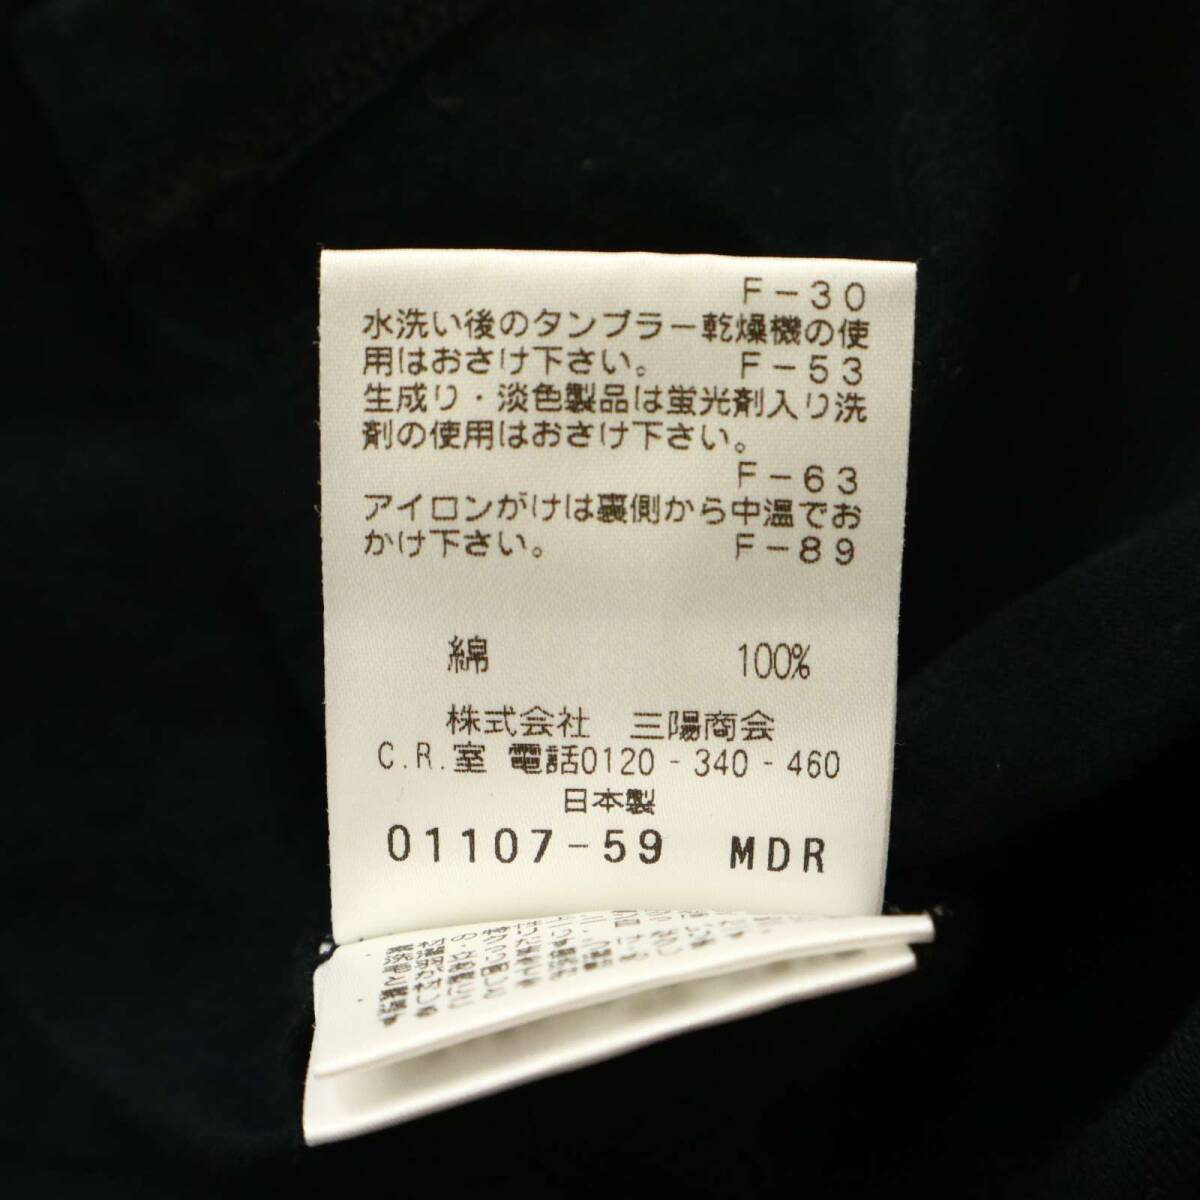 F-30
水洗い後のタンブラー乾燥機の使
用はおさけ下さい。 F-53
生成り・淡色製品は蛍光剤入り洗
剤の使用はおさけ下さい。
F-63
アイロンがけは裏側から中温でお
かけ下さい。 F-89
綿 100%
株式会社 三陽商会
C.R.室 電話0120-340-460
日本製
01107-59 MDR